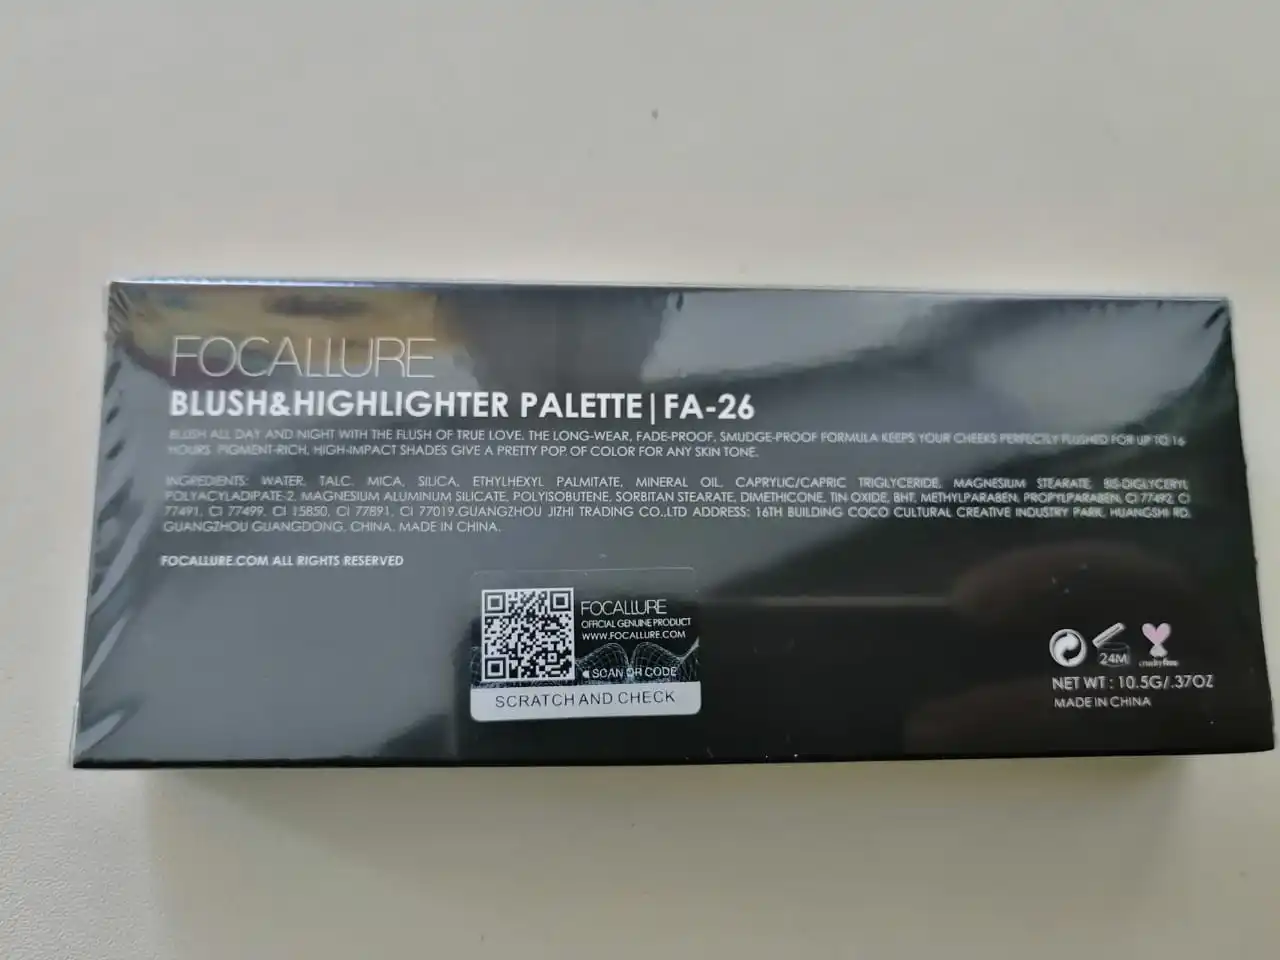 FOCALLURE
BLUSH&HIGHLIGHTER PALETTE|FA-26
BLUSH ALL DAY AND NIGHT WITH THE FLUSH OF TRUE LOVE. THE LONG-WEAR, FADE-PROOF, SMUDGE-PROOF FORMULA KEEPS YOUR CHEEKS PERFECTLY FLUSHED FOR UP TO 16
HOURS. PIGMENT-RICH, HIGH-IMPACT SHADES GIVE A PRETTY POP OF COLOR FOR ANY SKIN TONE.
INGREDIENTS: WATER, TALC, MICA, SILICA, ETHYLHEXYL PALMITATE, MINERAL OIL, CAPRYLIC/CAPRIC TRIGLYCERIDE, MAGNESIUM STEARATE, BIS-DIGLYCERYL
POLYACYLADIPATE-2, MAGNESIUM ALUMINUM SILICATE, POLYISOBUTENE, SORBITAN STEARATE, DIMETHICONE, TIN OXIDE, BHT, METHYLPARABEN, PROPYLPARABEN, CI 77492, CI
77491, CI 77499, CI 15850, CI 77891, CI 77019.GUANGZHOU JIZHI TRADING CO.,LTD ADDRESS: 16TH BUILDING COCO CULTURAL CREATIVE INDUSTRY PARK, HUANGSHI RD,
GUANGZHOU GUANGDONG, CHINA. MADE IN CHINA.
FOCALLURE.COM ALL RIGHTS RESERVED
FOCALLURE
OFFICIAL GENUINE PRODUCT
WWW.FOCALLURE.COM
SCAN QR CODE
SCRATCH AND CHECK
24M
cruelty free
NET WT: 10.5G/.37OZ
MADE IN CHINA